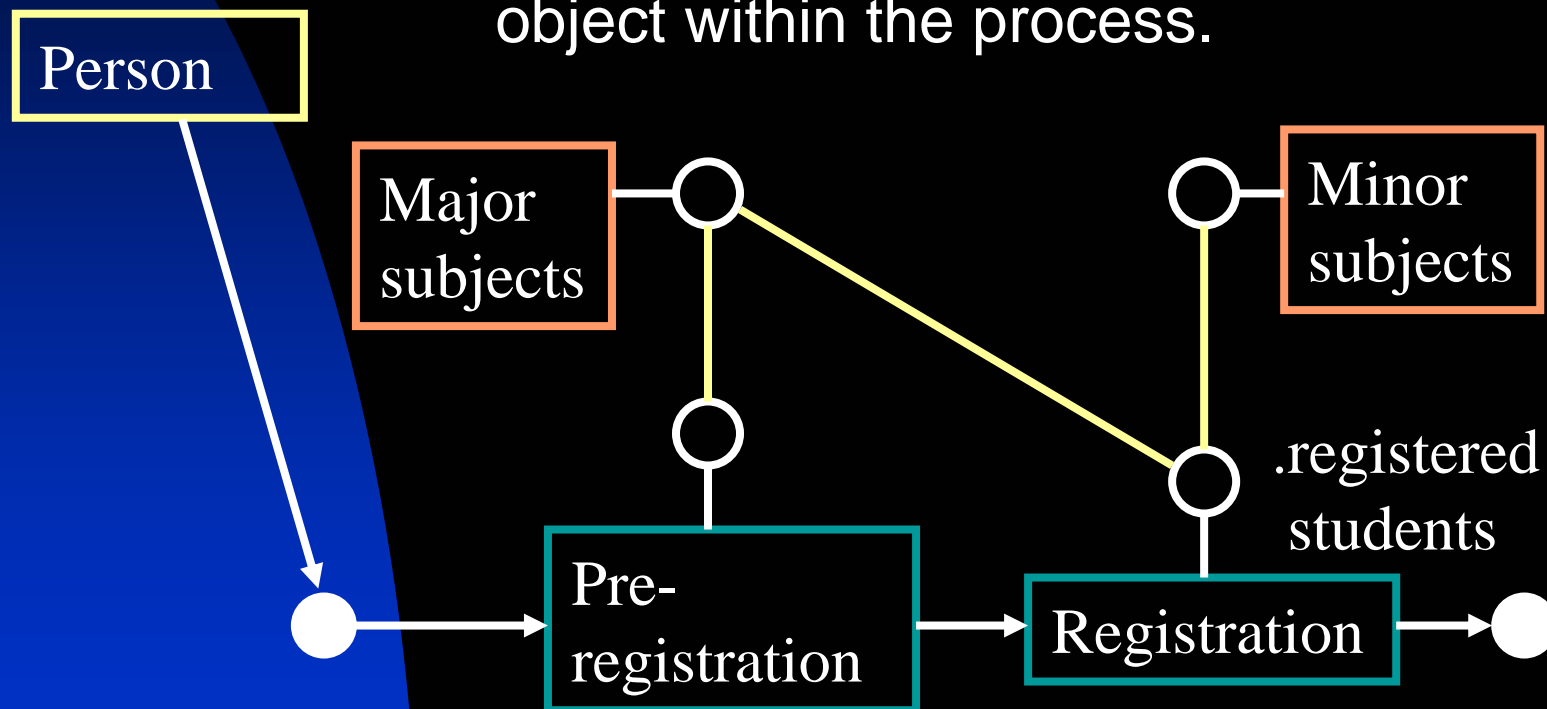 object within the process.
Person
Major
subjects
Minor
subjects
.registered
students
Pre-
registration
Registration